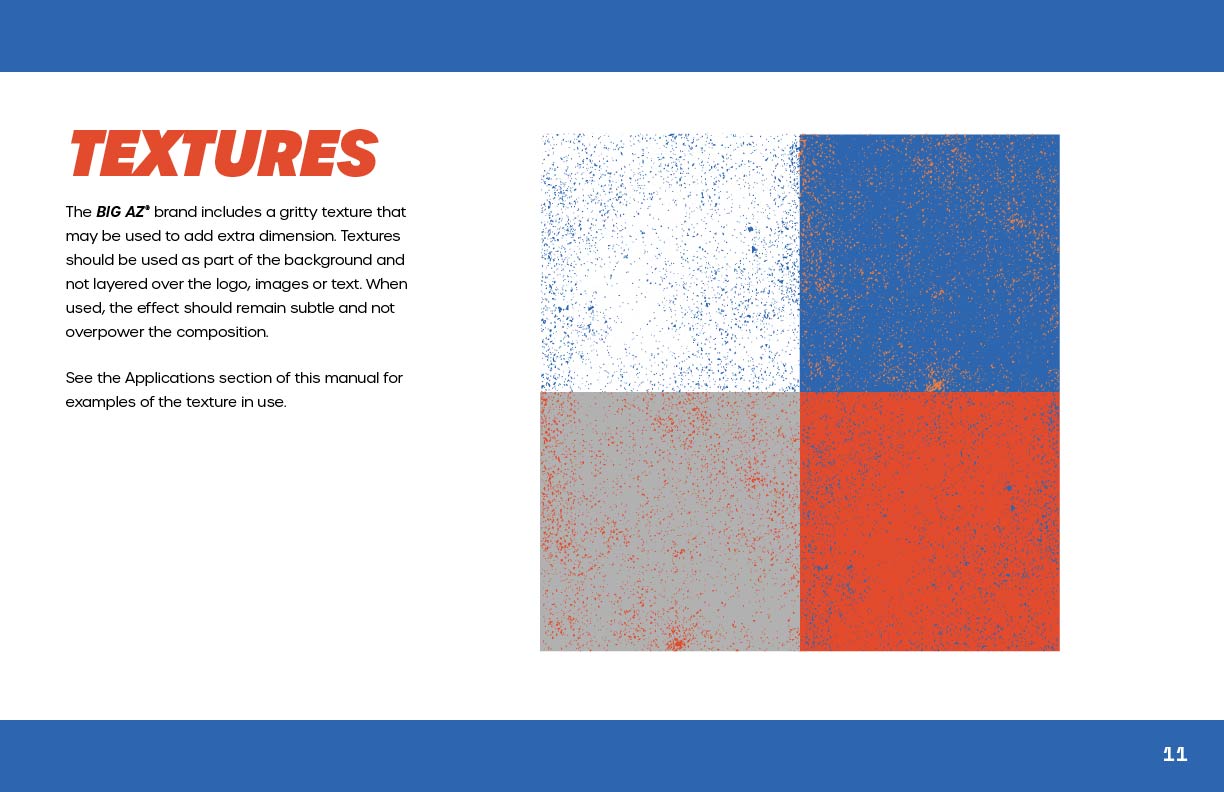 TEXTURES
The BIG AZ® brand includes a gritty texture that
may be used to add extra dimension. Textures
should be used as part of the background and
not layered over the logo, images or text. When
used, the effect should remain subtle and not
overpower the composition.
See the Applications section of this manual for
examples of the texture in use.
11